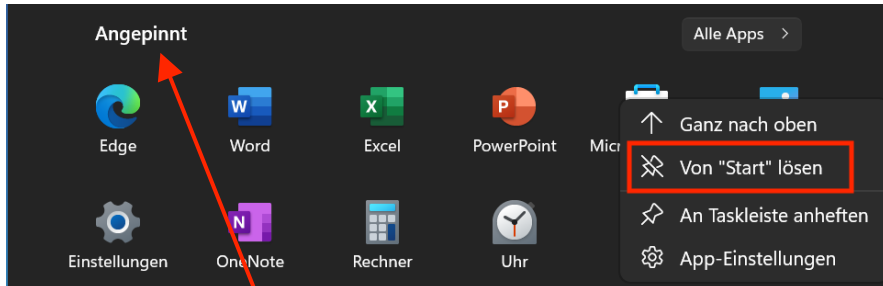 Angepinnt
Alle Apps >
Edge
Word
Excel
PowerPoint
Ganz nach oben
Von "Start" lösen
An Taskleiste anheften
App-Einstellungen
Einstellungen
OneNote
Rechner
Uhr